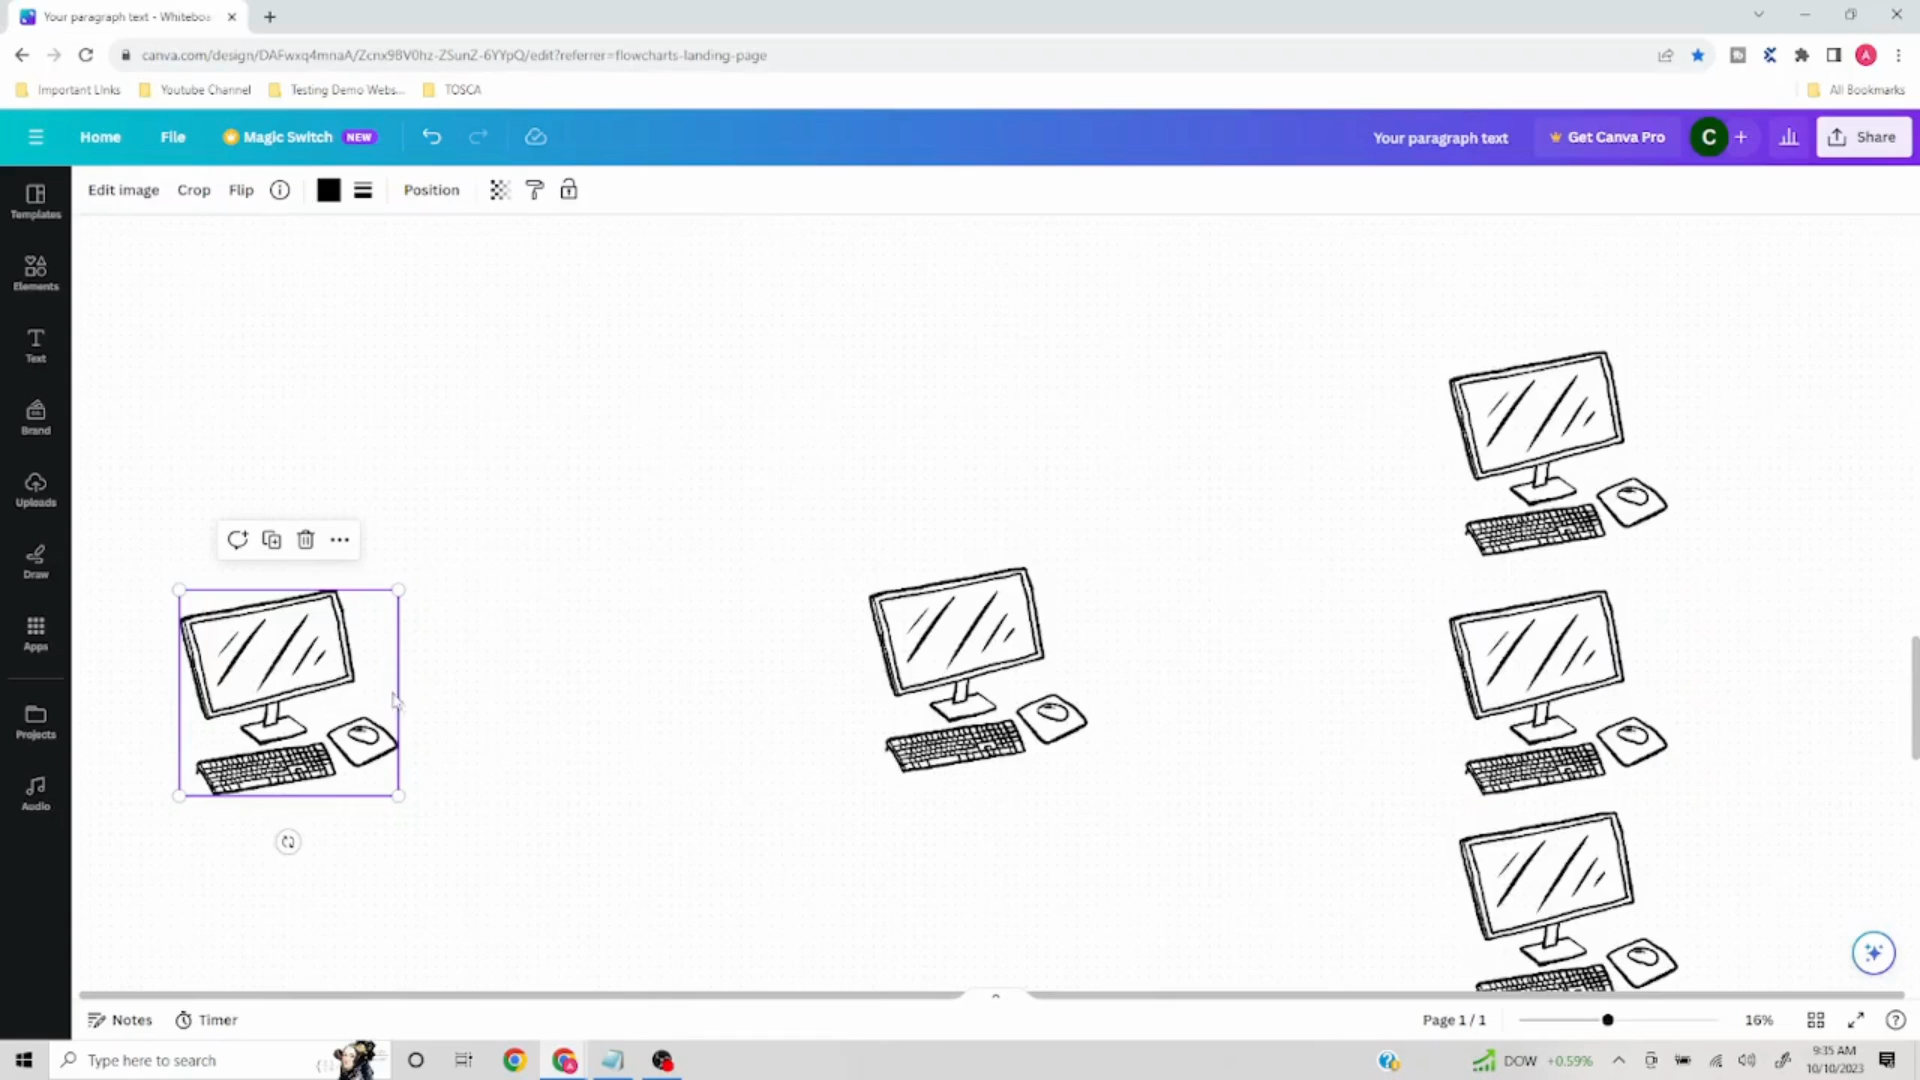 Your paragraph text - Whiteboa
canva.com/design/DAFwxq4mnaA/Zcnx9BV0hz-ZSunZ-6YYpQ/edit?referrer=flowcharts-landing-page
A
Important Links
Youtube Channel
Testing Demo Webs...
TOSCA
All Bookmarks
Home
File
Magic Switch
NEW
Your paragraph text
Get Canva Pro
C
Share
Edit image
Crop
Flip
Position
Templates
Elements
Text
Brand
Uploads
Draw
Apps
Projects
Audio
Notes
Timer
Page 1 / 1
16%
Type here to search
DOW +0.59%
9:35 AM
10/10/2023